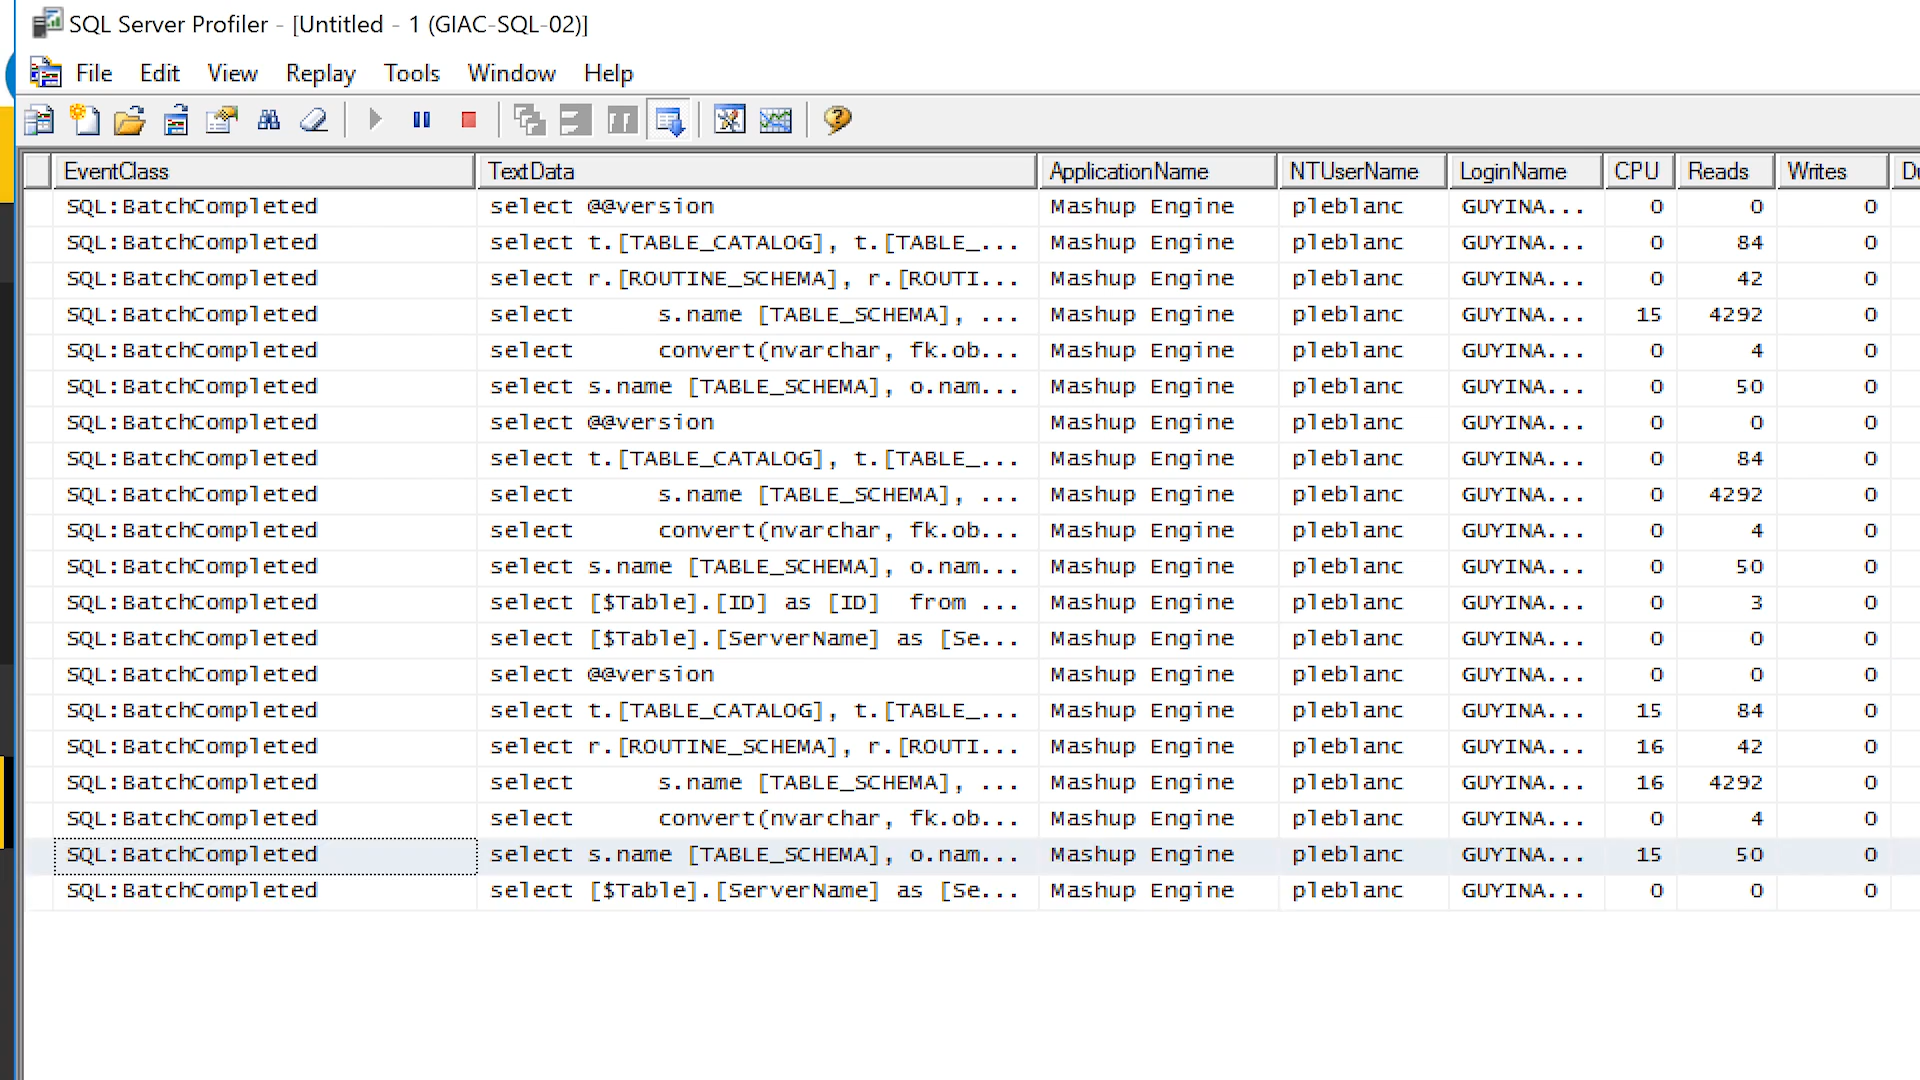 SQL Server Profiler - [Untitled - 1 (GIAC-SQL-02)]
File Edit View Replay Tools Window Help
EventClass TextData ApplicationName NTUserName LoginName CPU Reads Writes Du
SQL:BatchCompleted select @@version Mashup Engine pleblanc GUYINA... 0 0 0
SQL:BatchCompleted select t.[TABLE_CATALOG], t.[TABLE_... Mashup Engine pleblanc GUYINA... 0 84 0
SQL:BatchCompleted select r.[ROUTINE_SCHEMA], r.[ROUTI... Mashup Engine pleblanc GUYINA... 0 42 0
SQL:BatchCompleted select s.name [TABLE_SCHEMA], ... Mashup Engine pleblanc GUYINA... 15 4292 0
SQL:BatchCompleted select convert(nvarchar, fk.ob... Mashup Engine pleblanc GUYINA... 0 4 0
SQL:BatchCompleted select s.name [TABLE_SCHEMA], o.nam... Mashup Engine pleblanc GUYINA... 0 50 0
SQL:BatchCompleted select @@version Mashup Engine pleblanc GUYINA... 0 0 0
SQL:BatchCompleted select t.[TABLE_CATALOG], t.[TABLE_... Mashup Engine pleblanc GUYINA... 0 84 0
SQL:BatchCompleted select s.name [TABLE_SCHEMA], ... Mashup Engine pleblanc GUYINA... 0 4292 0
SQL:BatchCompleted select convert(nvarchar, fk.ob... Mashup Engine pleblanc GUYINA... 0 4 0
SQL:BatchCompleted select s.name [TABLE_SCHEMA], o.nam... Mashup Engine pleblanc GUYINA... 0 50 0
SQL:BatchCompleted select [$Table].[ID] as [ID] from ... Mashup Engine pleblanc GUYINA... 0 3 0
SQL:BatchCompleted select [$Table].[ServerName] as [Se... Mashup Engine pleblanc GUYINA... 0 0 0
SQL:BatchCompleted select @@version Mashup Engine pleblanc GUYINA... 0 0 0
SQL:BatchCompleted select t.[TABLE_CATALOG], t.[TABLE_... Mashup Engine pleblanc GUYINA... 15 84 0
SQL:BatchCompleted select r.[ROUTINE_SCHEMA], r.[ROUTI... Mashup Engine pleblanc GUYINA... 16 42 0
SQL:BatchCompleted select s.name [TABLE_SCHEMA], ... Mashup Engine pleblanc GUYINA... 16 4292 0
SQL:BatchCompleted select convert(nvarchar, fk.ob... Mashup Engine pleblanc GUYINA... 0 4 0
SQL:BatchCompleted select s.name [TABLE_SCHEMA], o.nam... Mashup Engine pleblanc GUYINA... 15 50 0
SQL:BatchCompleted select [$Table].[ServerName] as [Se... Mashup Engine pleblanc GUYINA... 0 0 0